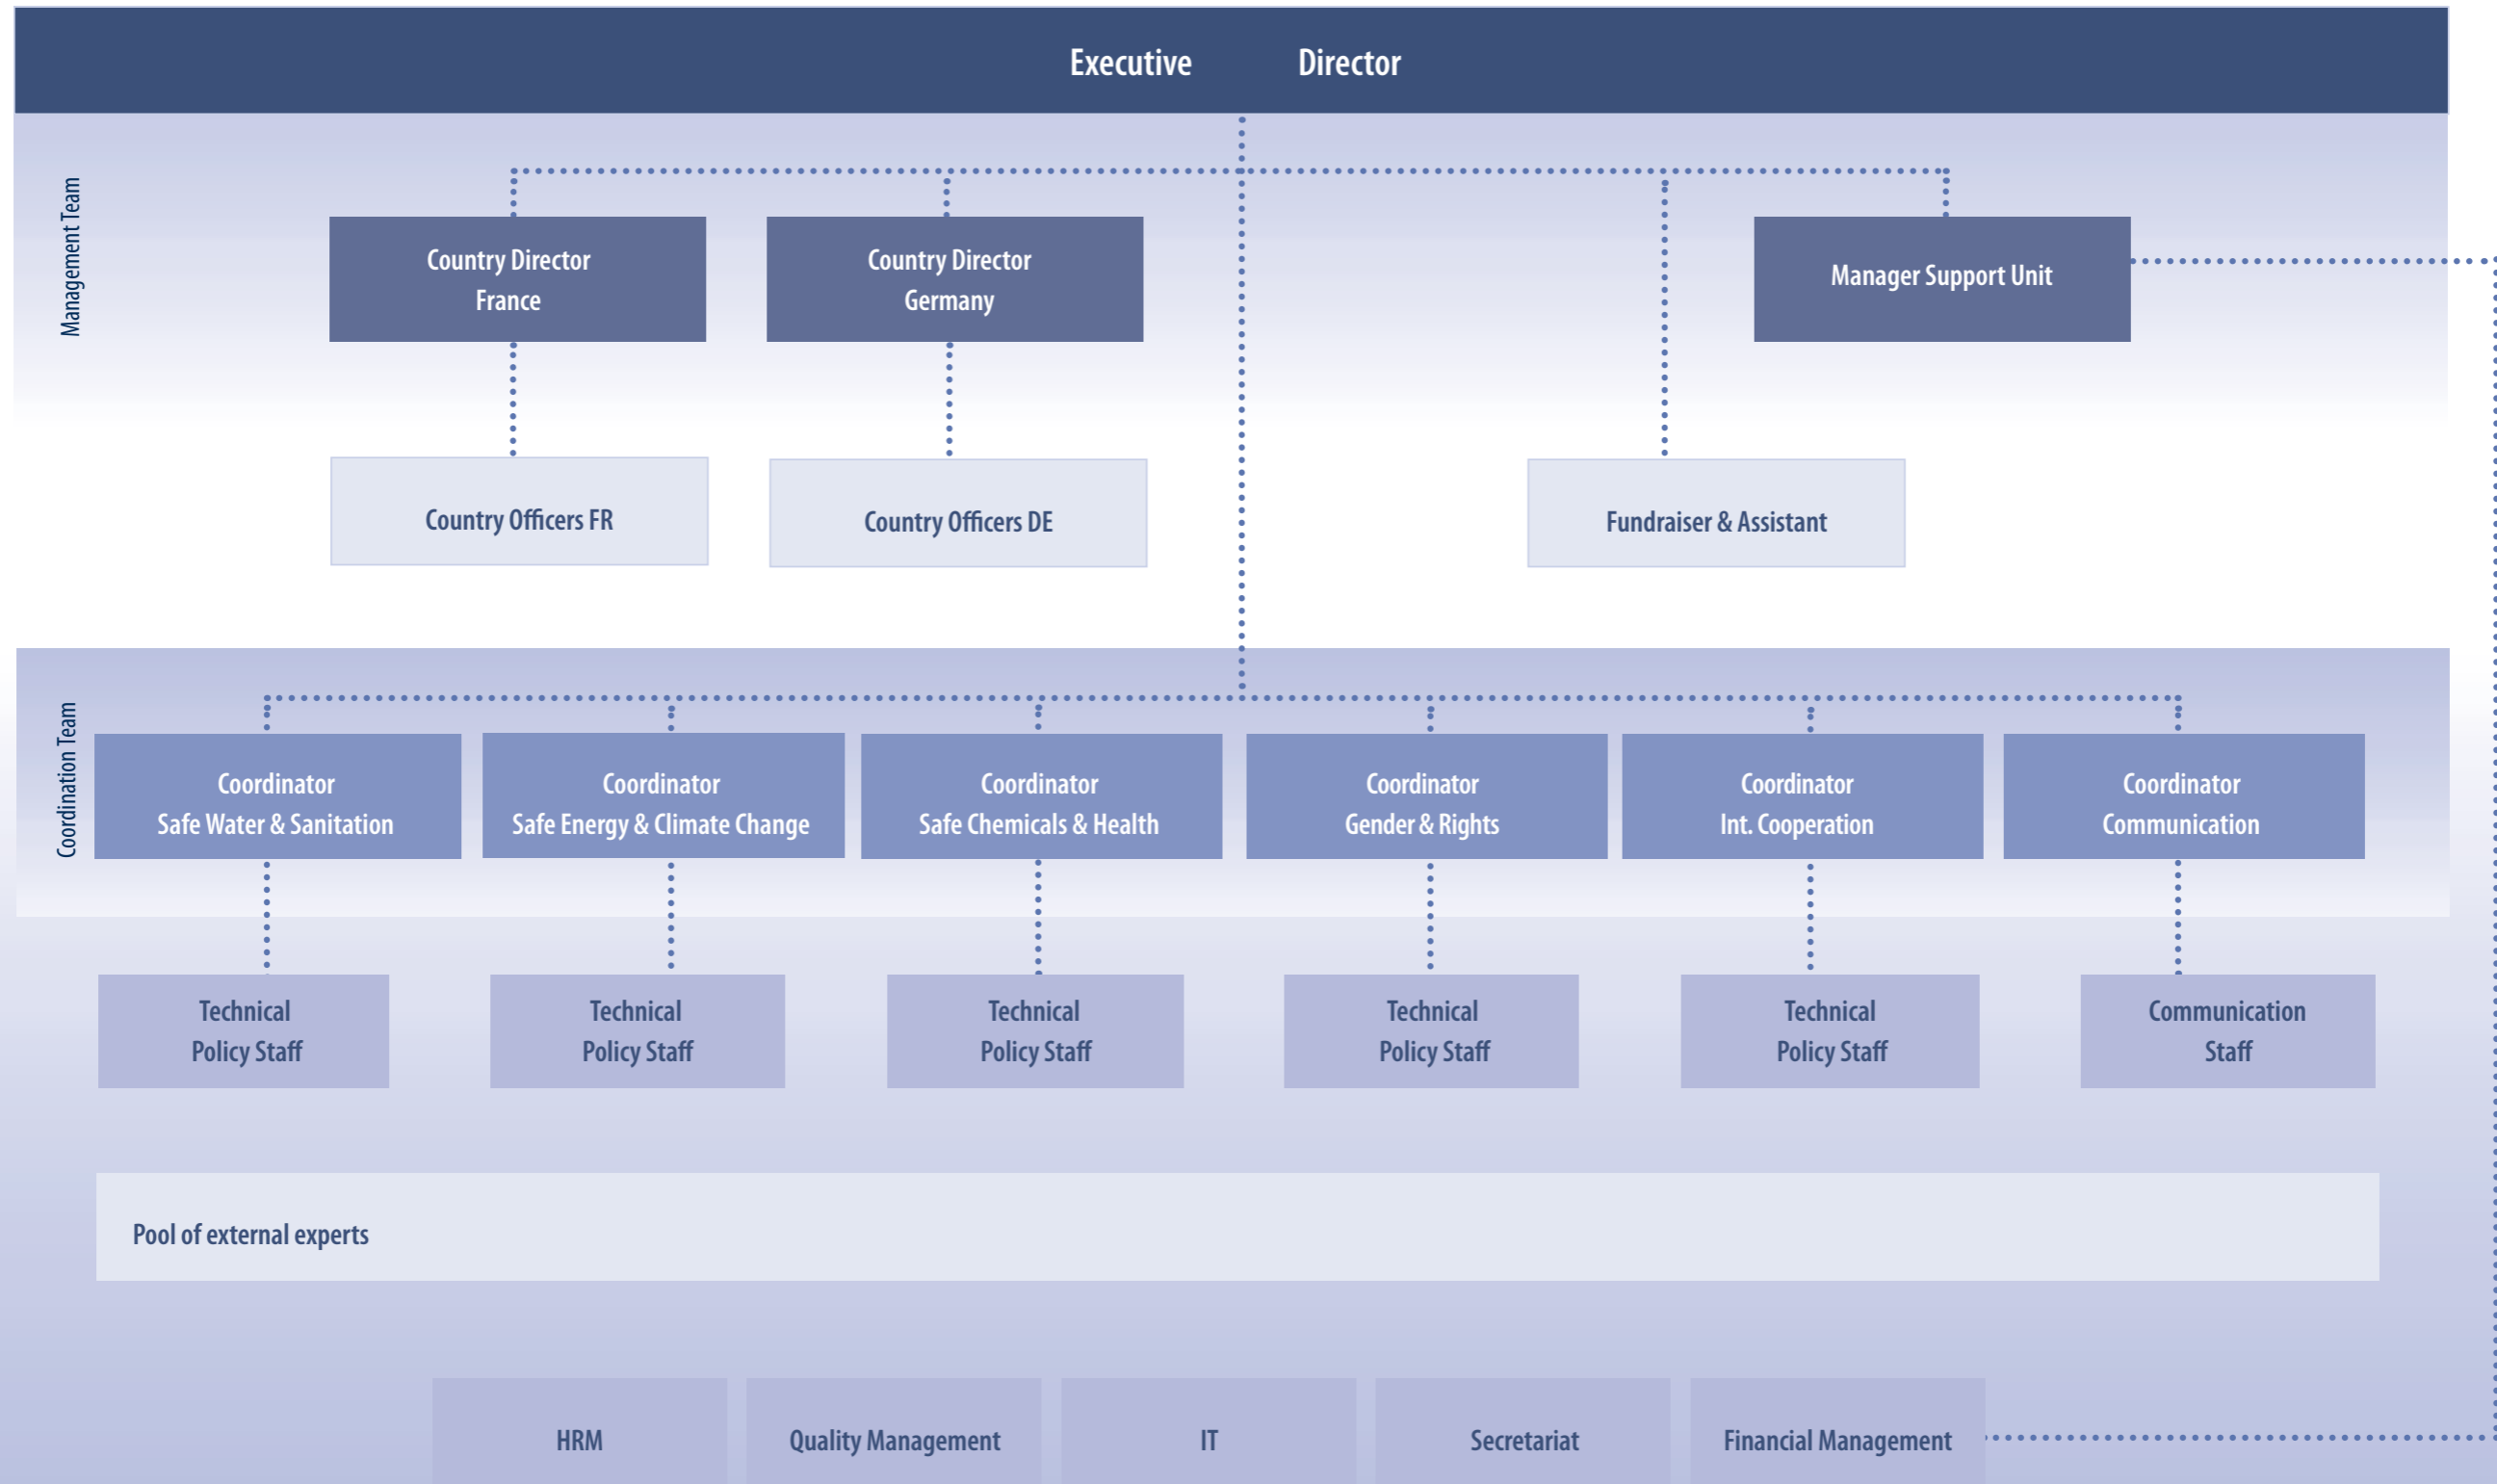 Executive Director
Management Team
Country Director
France
Country Director
Germany
Manager Support Unit
Country Officers FR
Country Officers DE
Fundraiser & Assistant
Coordination Team
Coordinator
Safe Water & Sanitation
Coordinator
Safe Energy & Climate Change
Coordinator
Safe Chemicals & Health
Coordinator
Gender & Rights
Coordinator
Int. Cooperation
Coordinator
Communication
Technical
Policy Staff
Technical
Policy Staff
Technical
Policy Staff
Technical
Policy Staff
Technical
Policy Staff
Communication
Staff
Pool of external experts
HRM
Quality Management
IT
Secretariat
Financial Management